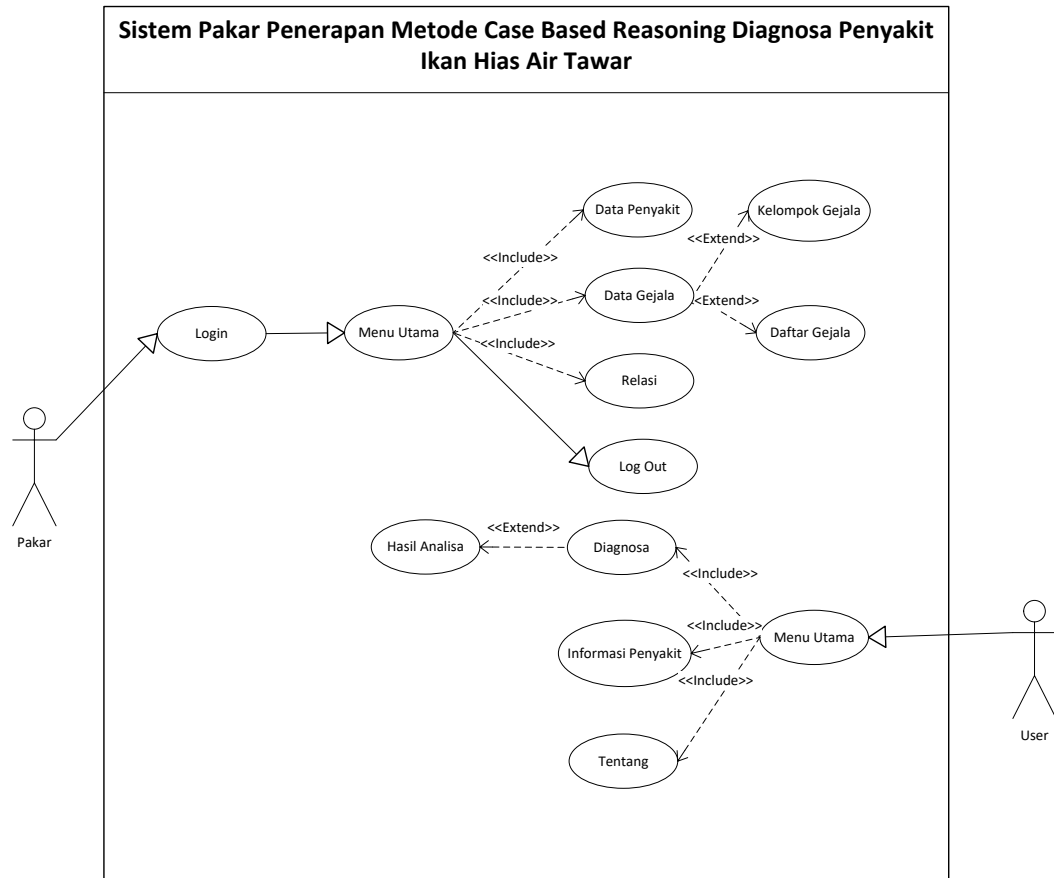 Sistem Pakar Penerapan Metode Case Based Reasoning Diagnosa Penyakit
Ikan Hias Air Tawar
Data Penyakit
Kelompok Gejala
<<Extend>>
<<Include>>
Data Gejala
<<Include>>
<<Extend>>
Login
Menu Utama
<<Include>>
Daftar Gejala
Relasi
Log Out
Pakar
<<Extend>>
Hasil Analisa
Diagnosa
<<Include>>
<<Include>>
Menu Utama
Informasi Penyakit
<<Include>>
User
Tentang